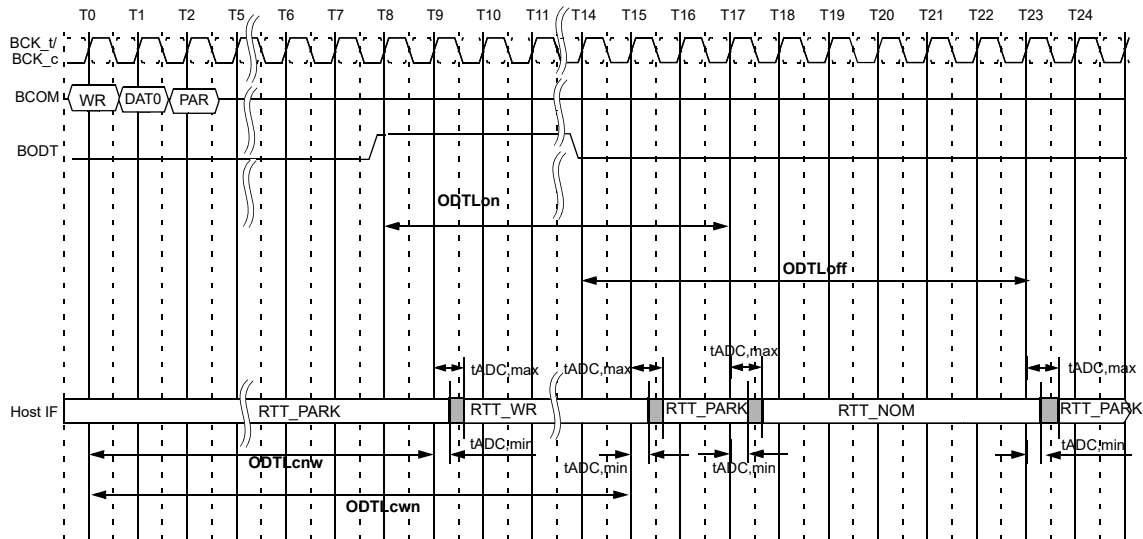 T0 T1 T2 T5 T6 T7 T8 T9 T10 T11 T14 T15 T16 T17 T18 T19 T20 T21 T22 T23 T24
BCK_t/
BCK_c
BCOM WR DAT0 PAR
BODT
ODTLon
ODTLoff
tADC,max tADC,max tADC,max tADC,max
Host IF RTT_PARK RTT_WR RTT_PARK RTT_NOM RTT_PARK
tADC,min tADC,min tADC,min tADC,min
ODTLcnw
ODTLcwn